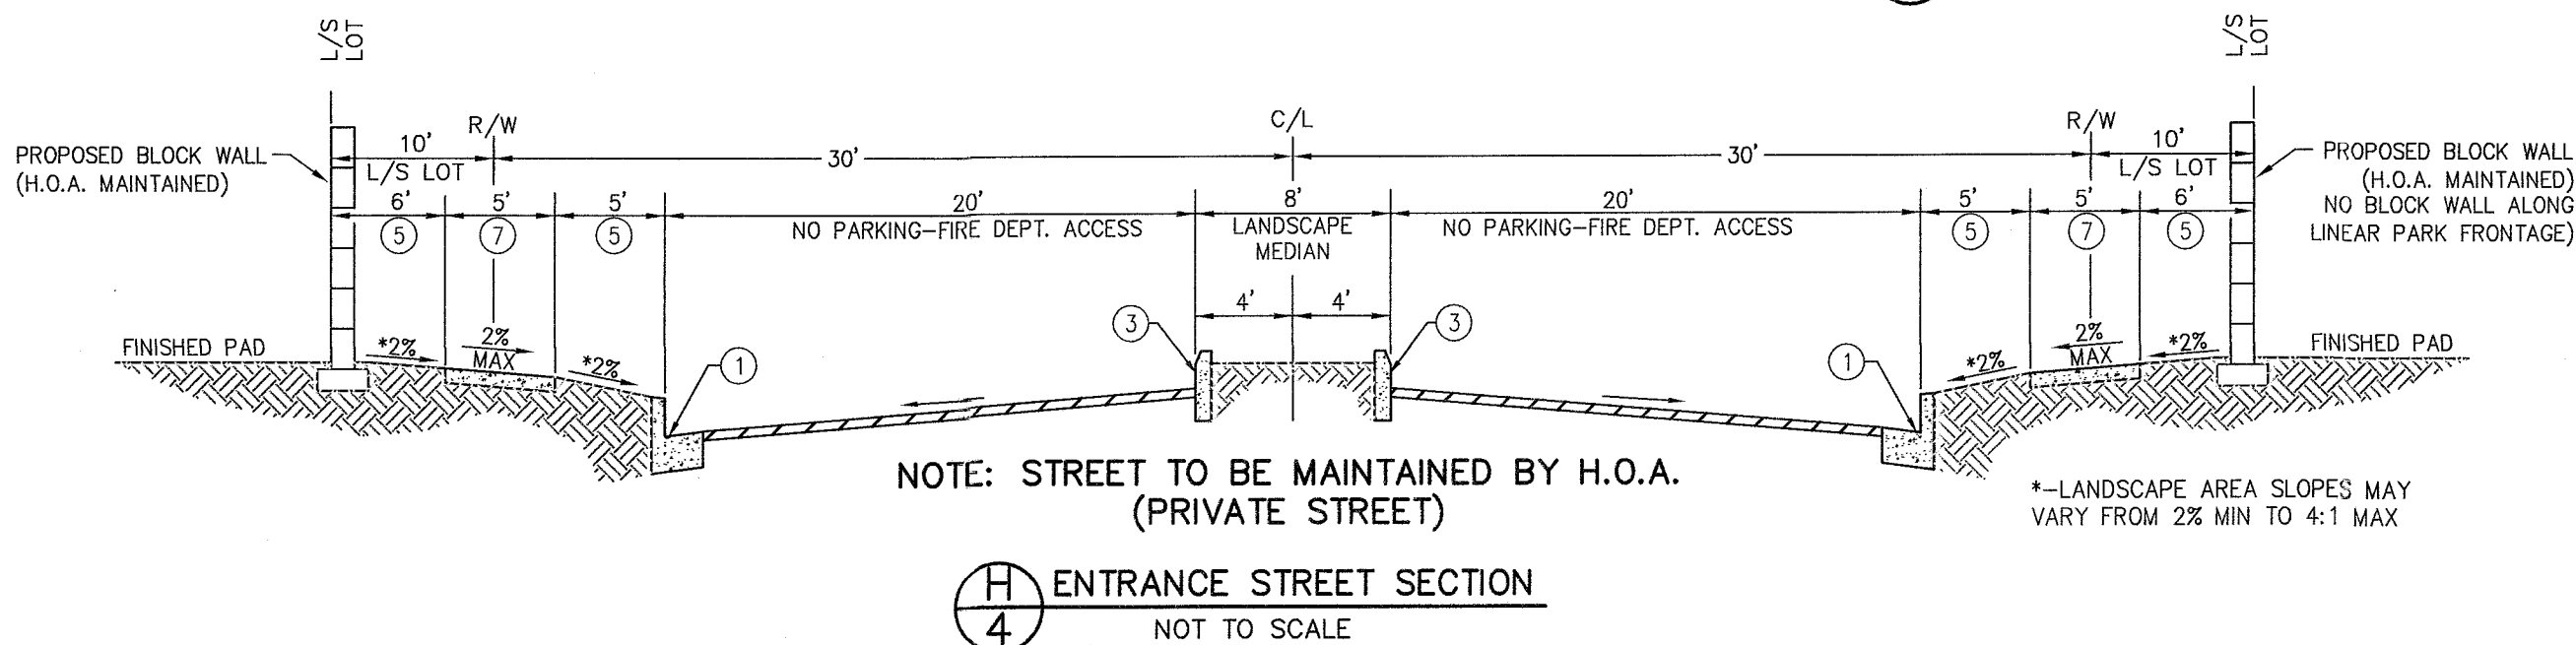 L/S
LOT
L/S
LOT
PROPOSED BLOCK WALL
(H.O.A. MAINTAINED)
10'
R/W
30'
C/L
30'
R/W
10'
L/S LOT
L/S LOT
PROPOSED BLOCK WALL
(H.O.A. MAINTAINED)
NO BLOCK WALL ALONG
LINEAR PARK FRONTAGE)
6'
5'
5'
20'
8'
20'
5'
5'
6'
5
7
5
NO PARKING-FIRE DEPT. ACCESS
LANDSCAPE
MEDIAN
NO PARKING-FIRE DEPT. ACCESS
5
7
5
4'
4'
3
3
1
1
FINISHED PAD
*2%
2%
MAX
*2%
*2%
2%
MAX
*2%
FINISHED PAD
NOTE: STREET TO BE MAINTAINED BY H.O.A.
(PRIVATE STREET)
*-LANDSCAPE AREA SLOPES MAY
VARY FROM 2% MIN TO 4:1 MAX
H
4
ENTRANCE STREET SECTION
NOT TO SCALE